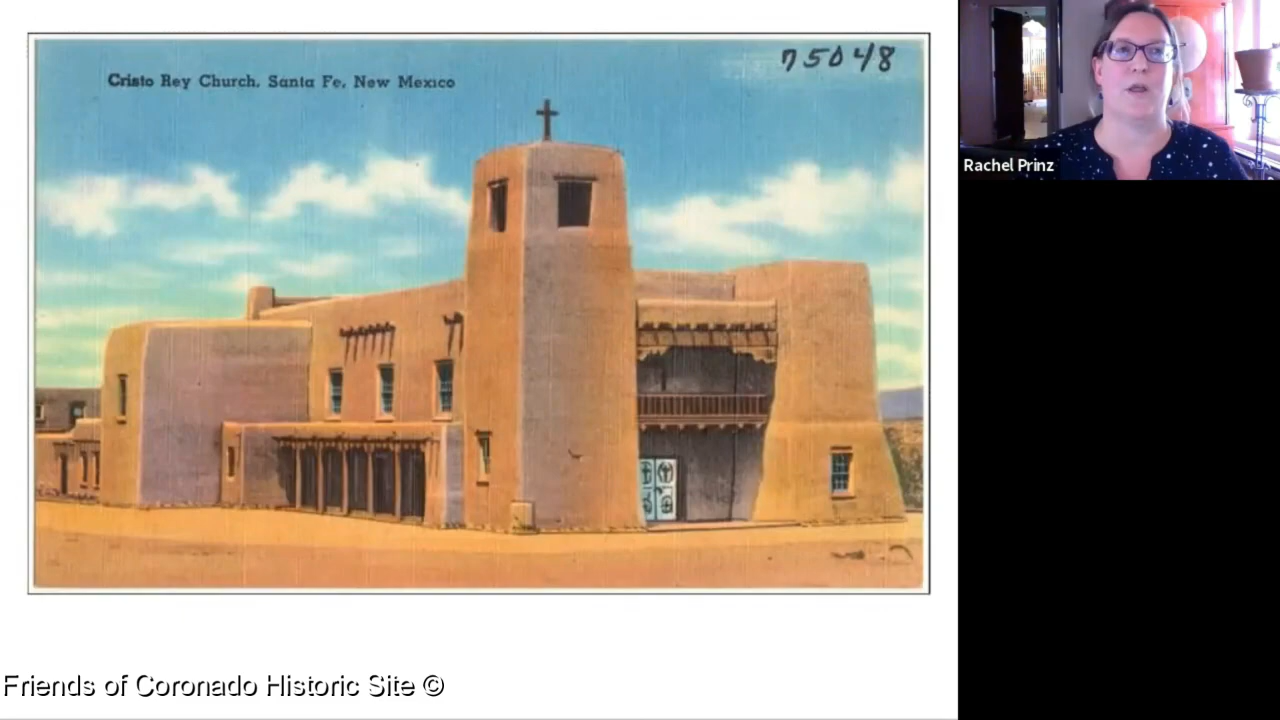 75048
Cristo Rey Church, Santa Fe, New Mexico
Rachel Prinz
Friends of Coronado Historic Site ©